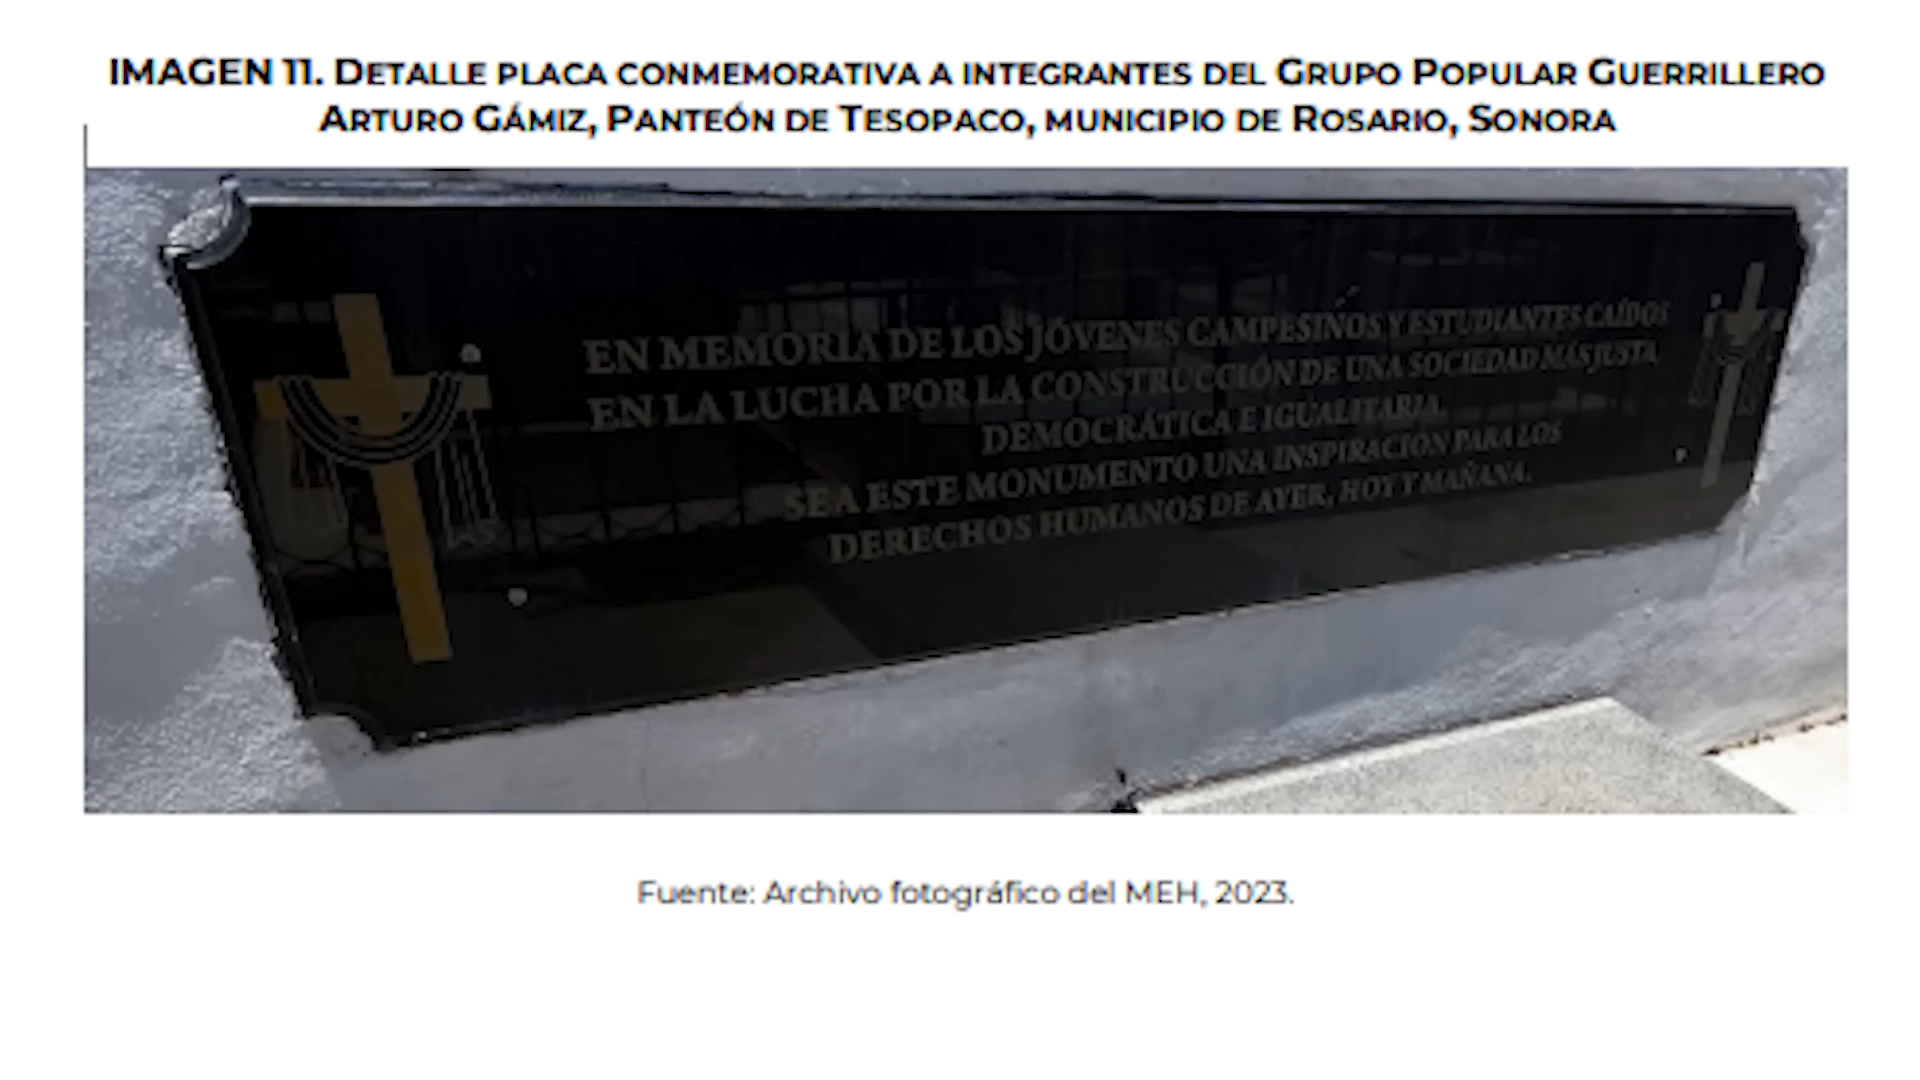 IMAGEN 11. DETALLE PLACA CONMEMORATIVA A INTEGRANTES DEL GRUPO POPULAR GUERRILLERO
ARTURO GÁMIZ, PANTEÓN DE TESOPACO, MUNICIPIO DE ROSARIO, SONORA
EN MEMORIA DE LOS JÓVENES CAMPESINOS Y ESTUDIANTES CAÍDOS
EN LA LUCHA POR LA CONSTRUCCIÓN DE UNA SOCIEDAD MÁS JUSTA
DEMOCRÁTICA E IGUALITARIA.
SEA ESTE MONUMENTO UNA INSPIRACIÓN PARA LOS
DERECHOS HUMANOS DE AYER, HOY Y MAÑANA.
Fuente: Archivo fotográfico del MEH, 2023.